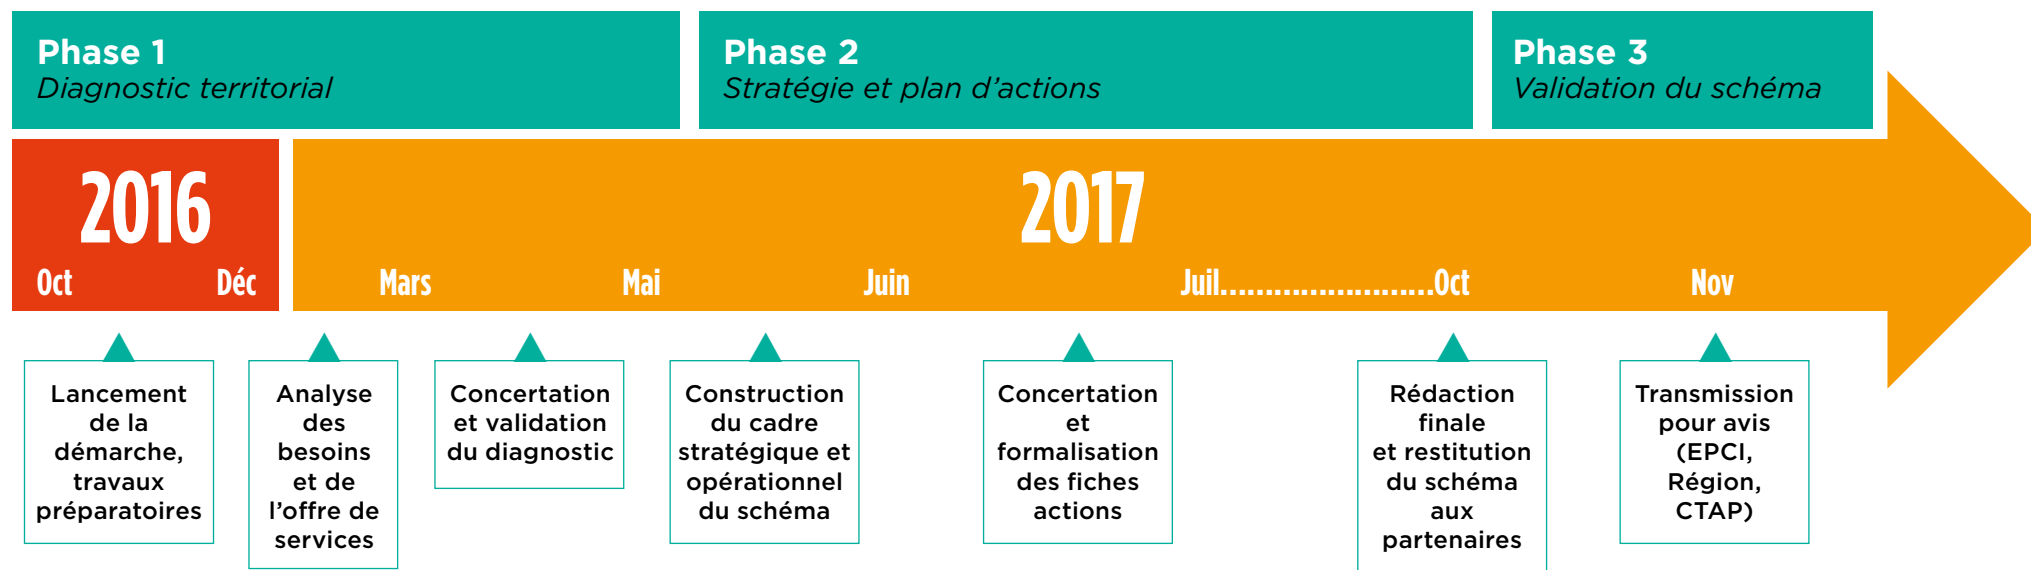 Phase 1
Diagnostic territorial
Phase 2
Stratégie et plan d’actions
Phase 3
Validation du schéma
2016
2017
Oct
Déc
Mars
Mai
Juin
Juil........................Oct
Nov
Lancement
de la
démarche,
travaux
préparatoires
Analyse
des
besoins
et de
l’offre de
services
Concertation
et validation
du diagnostic
Construction
du cadre
stratégique et
opérationnel
du schéma
Concertation
et
formalisation
des fiches
actions
Rédaction
finale
et restitution
du schéma
aux
partenaires
Transmission
pour avis
(EPCI,
Région,
CTAP)